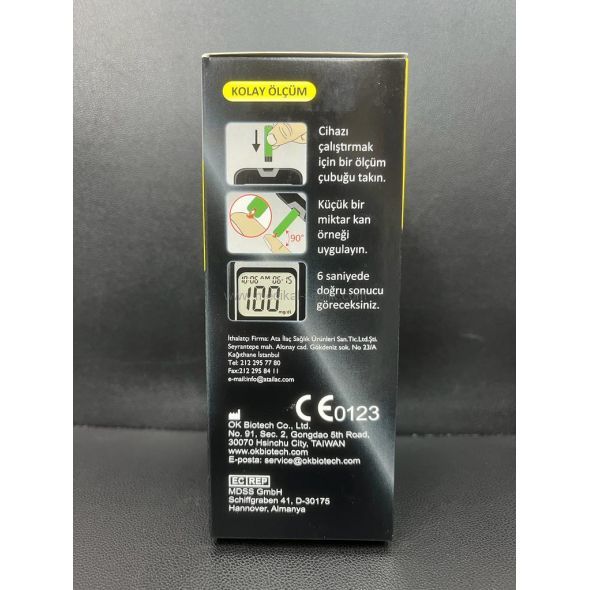 KOLAY ÖLÇÜM
Cihazı
çalıştırmak
için bir ölçüm
çubuğu takın.
Küçük bir
miktar kan
örneği
uygulayın.
90°
6 saniyede
doğru sonucu
göreceksiniz.
10:06 AM 06-15
100
mg/dL
İthalatçı Firma: Ata İlaç Sağlık Ürünleri San.Tic.Ltd.Şti.
Seyrantepe mah. Altınay cad. Gökdeniz sok. No 23/A
Kağıthane İstanbul
Tel: 212 295 77 80
Fax:212 295 84 11
e-mail:info@atailac.com
CE0123
OK Biotech Co., Ltd.
No. 91, Sec. 2, Gongdao 5th Road,
30070 Hsinchu City, TAIWAN
www.okbiotech.com
E-posta: service@okbiotech.com
EC REP
MDSS GmbH
Schiffgraben 41, D-30175
Hannover, Almanya